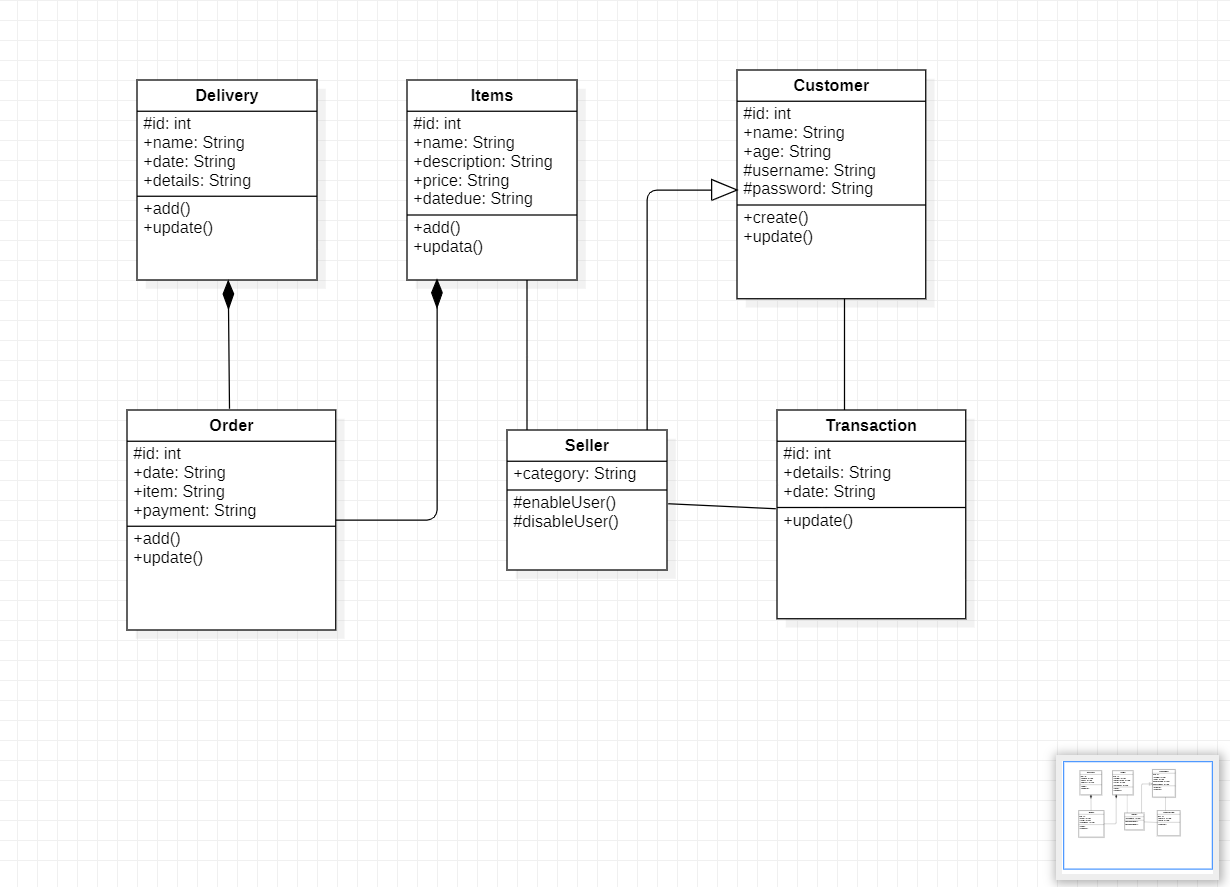 Delivery
#id: int
+name: String
+date: String
+details: String
+add()
+update()
Items
#id: int
+name: String
+description: String
+price: String
+datedue: String
+add()
+updata()
Customer
#id: int
+name: String
+age: String
#username: String
#password: String
+create()
+update()
Order
#id: int
+date: String
+item: String
+payment: String
+add()
+update()
Seller
+category: String
#enableUser()
#disableUser()
Transaction
#id: int
+details: String
+date: String
+update()